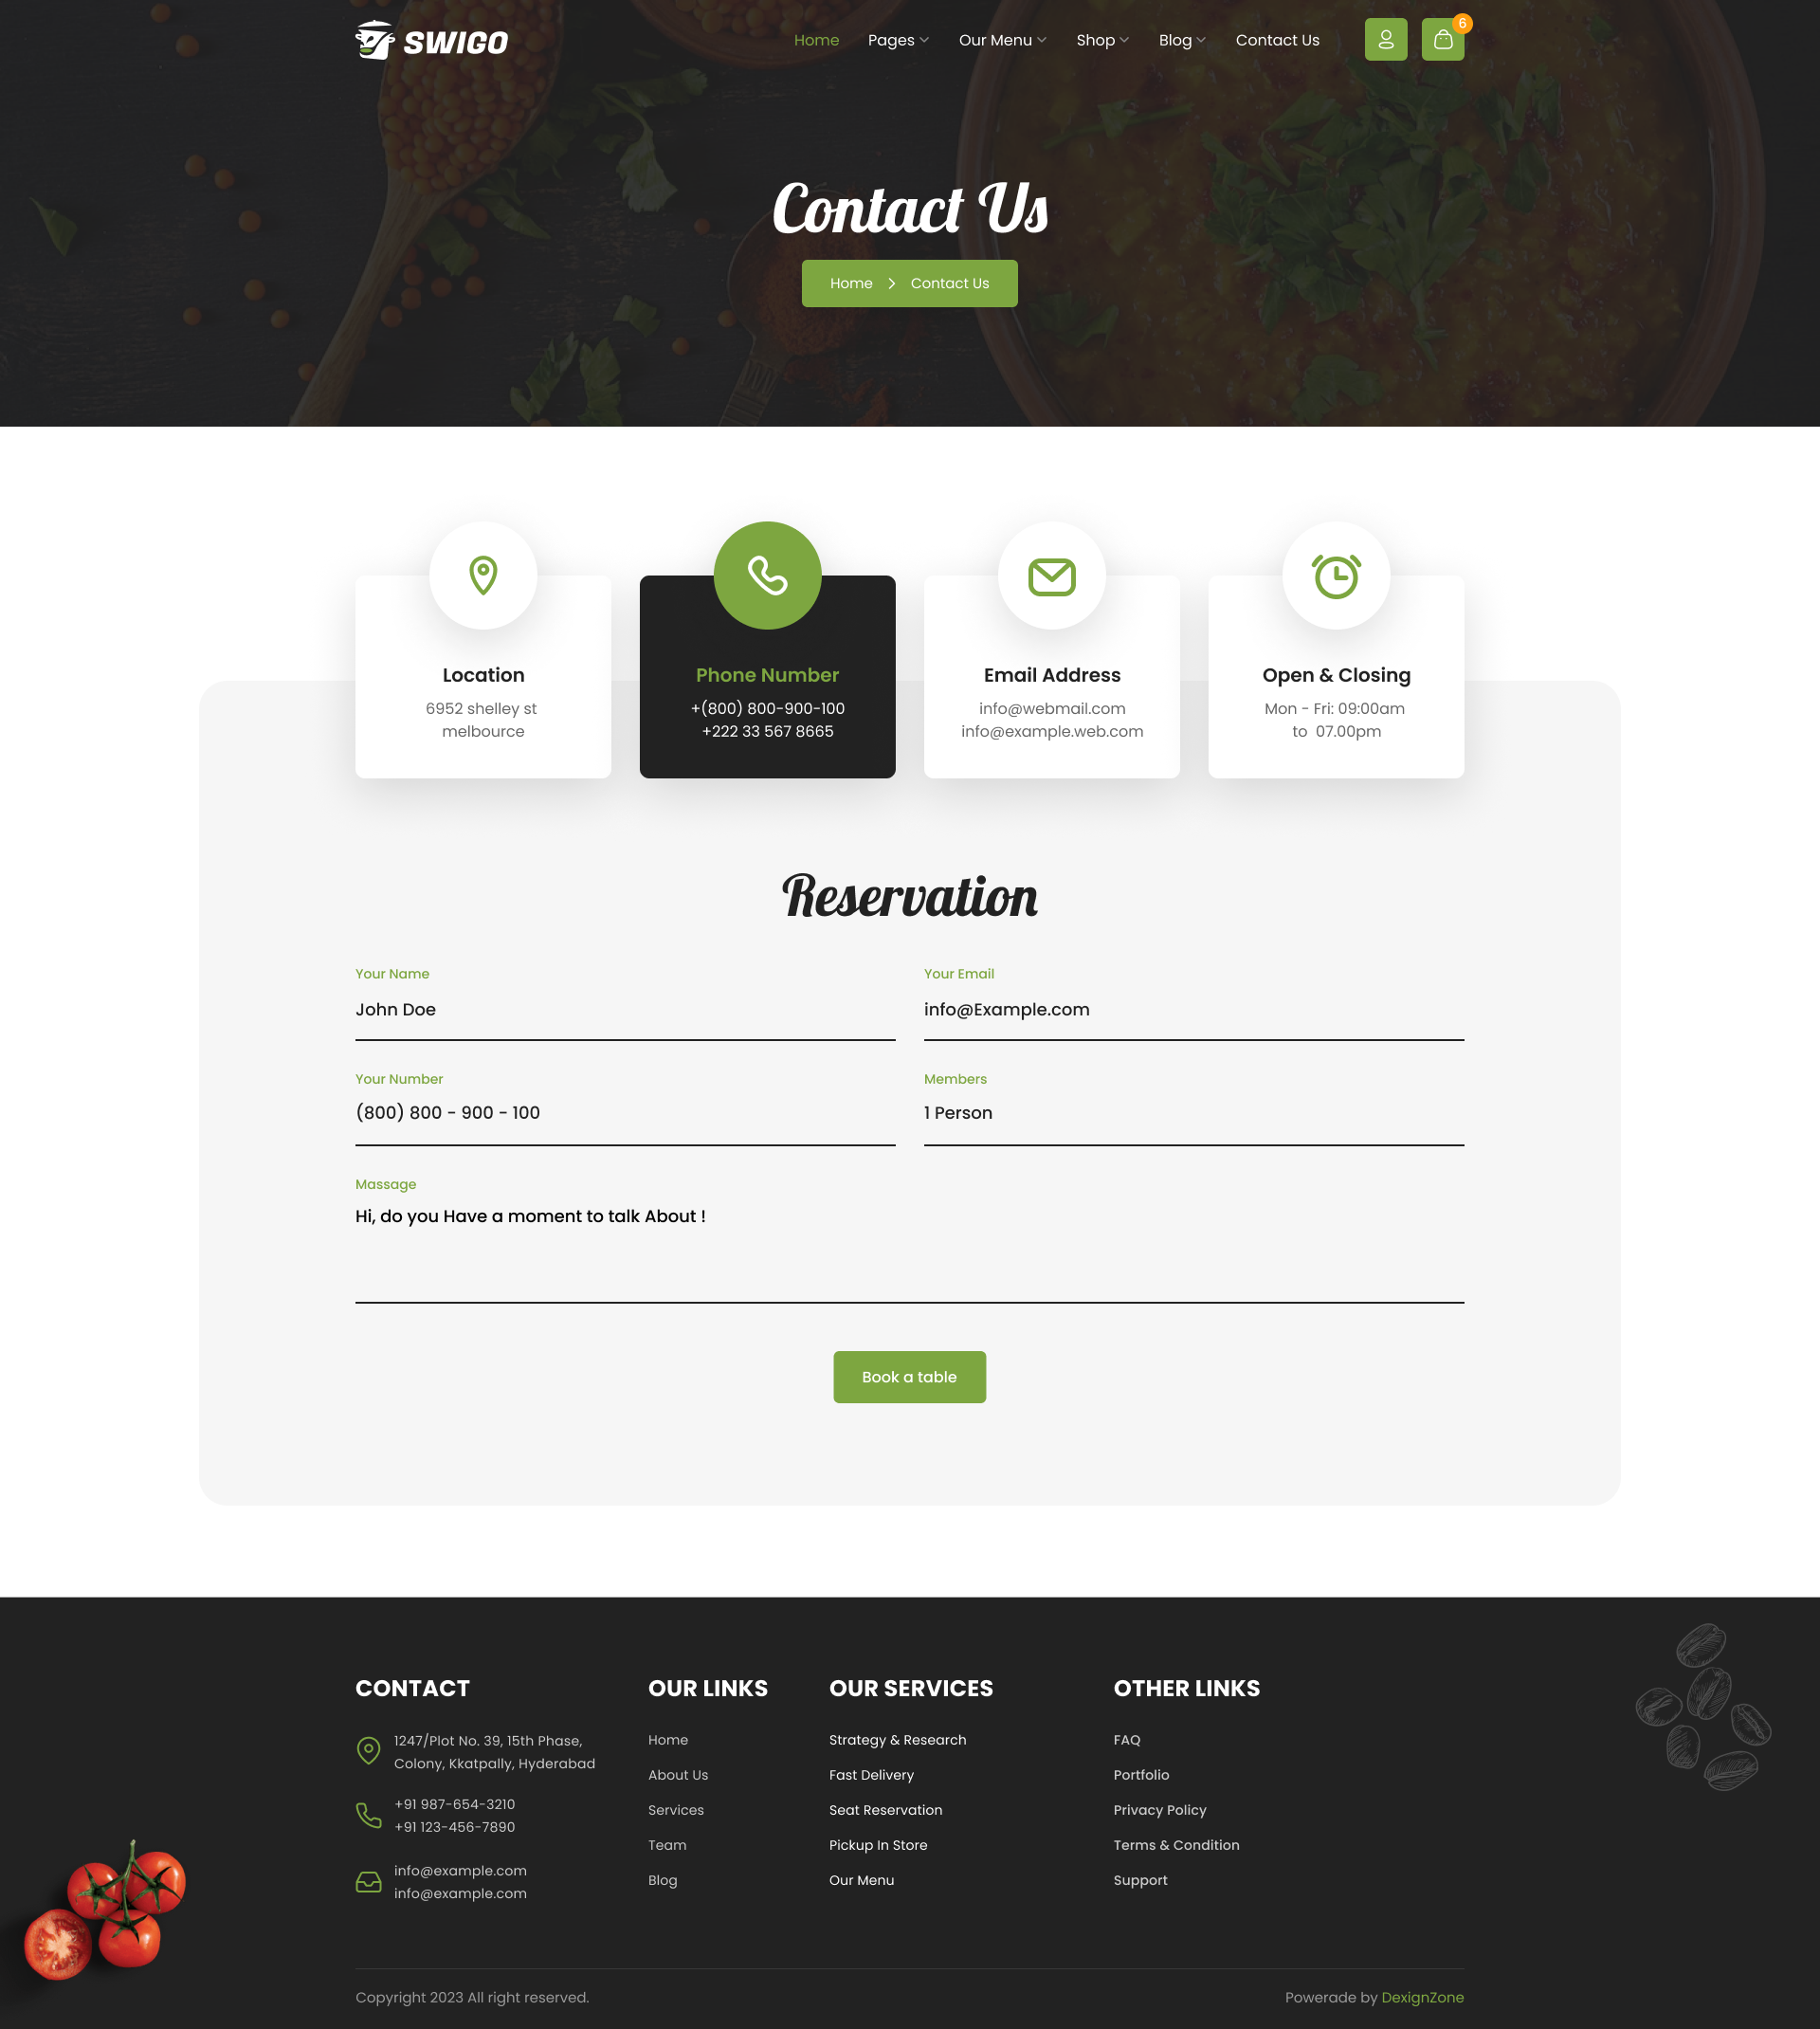 SWIGO
Home Pages Our Menu Shop Blog Contact Us 6
Contact Us
Home Contact Us
Location
6952 shelley st
melbource
Phone Number
+(800) 800-900-100
+222 33 567 8665
Email Address
info@webmail.com
info@example.web.com
Open & Closing
Mon - Fri: 09:00am
to 07.00pm
Reservation
Your Name
John Doe
Your Email
info@Example.com
Your Number
(800) 800 - 900 - 100
Members
1 Person
Massage
Hi, do you Have a moment to talk About !
Book a table
CONTACT
1247/Plot No. 39, 15th Phase,
Colony, Kkatpally, Hyderabad
+91 987-654-3210
+91 123-456-7890
info@example.com
info@example.com
OUR LINKS
Home
About Us
Services
Team
Blog
OUR SERVICES
Strategy & Research
Fast Delivery
Seat Reservation
Pickup In Store
Our Menu
OTHER LINKS
FAQ
Portfolio
Privacy Policy
Terms & Condition
Support
Copyright 2023 All right reserved.
Powerade by DexignZone